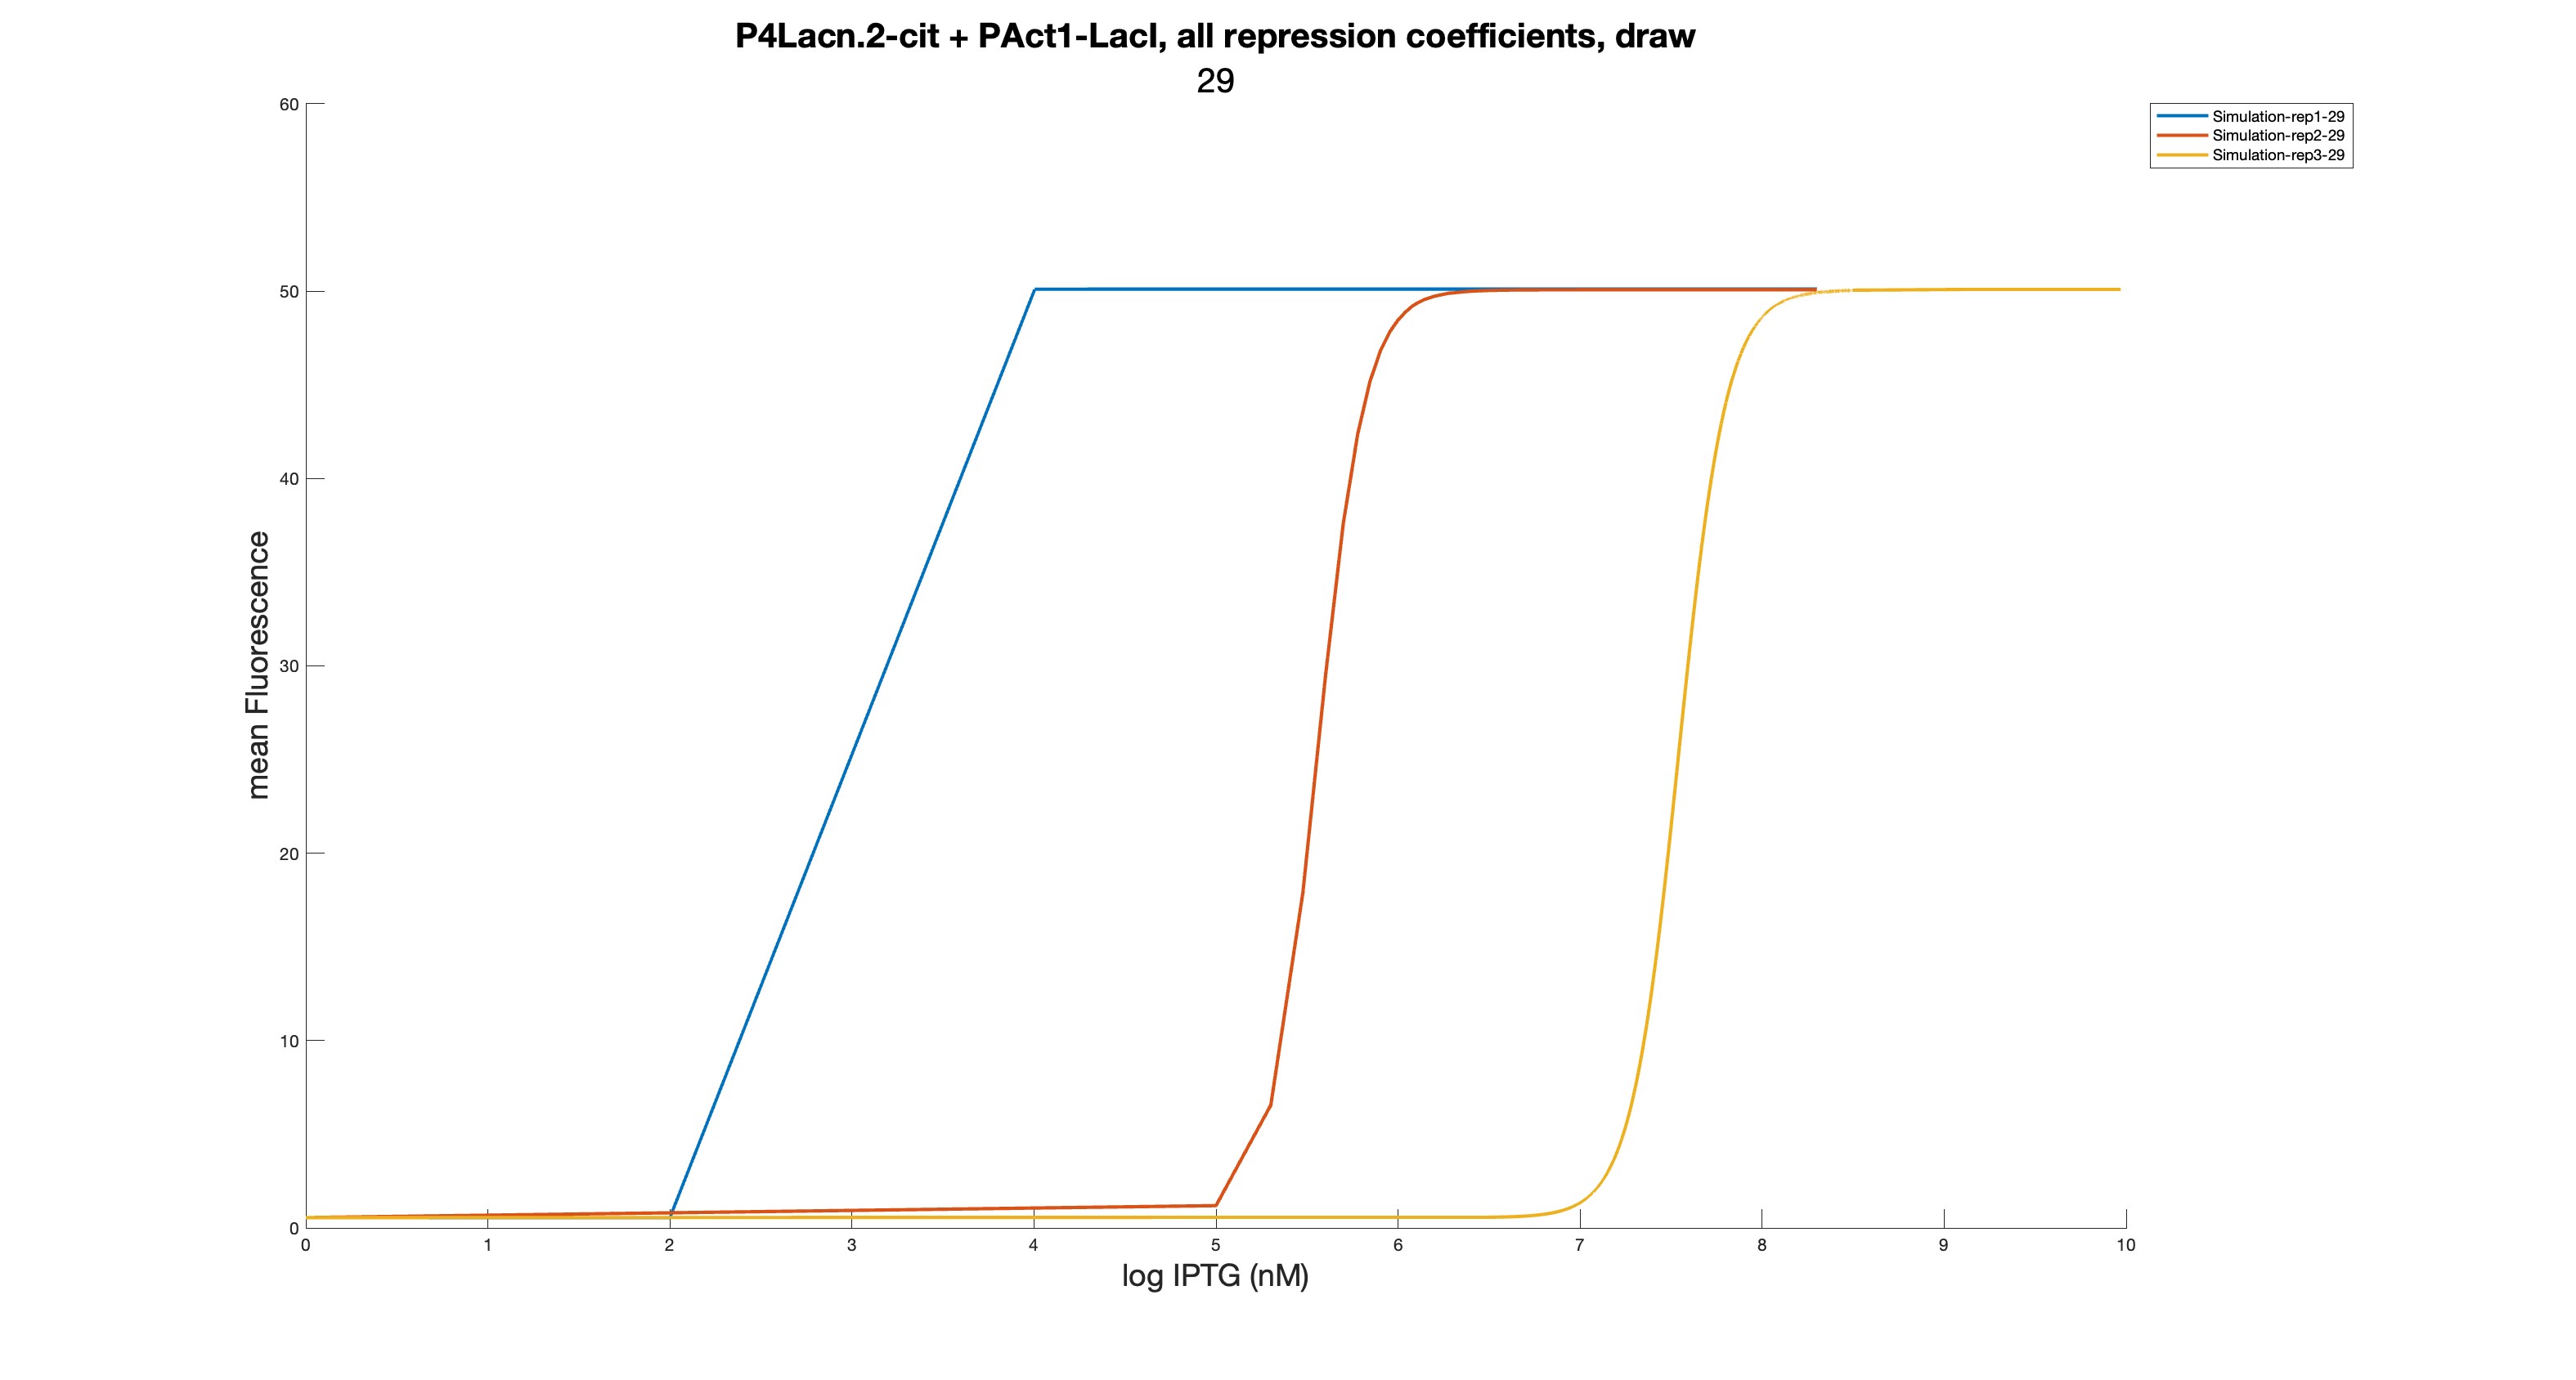 P4Lacn.2-cit + PAct1-LacI, all repression coefficients, draw
29
Simulation-rep1-29
Simulation-rep2-29
Simulation-rep3-29
60
50
40
30
20
10
0
mean Fluorescence
0 1 2 3 4 5 6 7 8 9 10
log IPTG (nM)